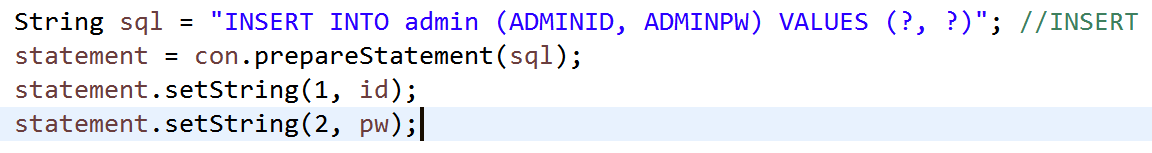 String sql = "INSERT INTO admin (ADMINID, ADMINPW) VALUES (?, ?)"; //INSERT
statement = con.prepareStatement(sql);
statement.setString(1, id);
statement.setString(2, pw);